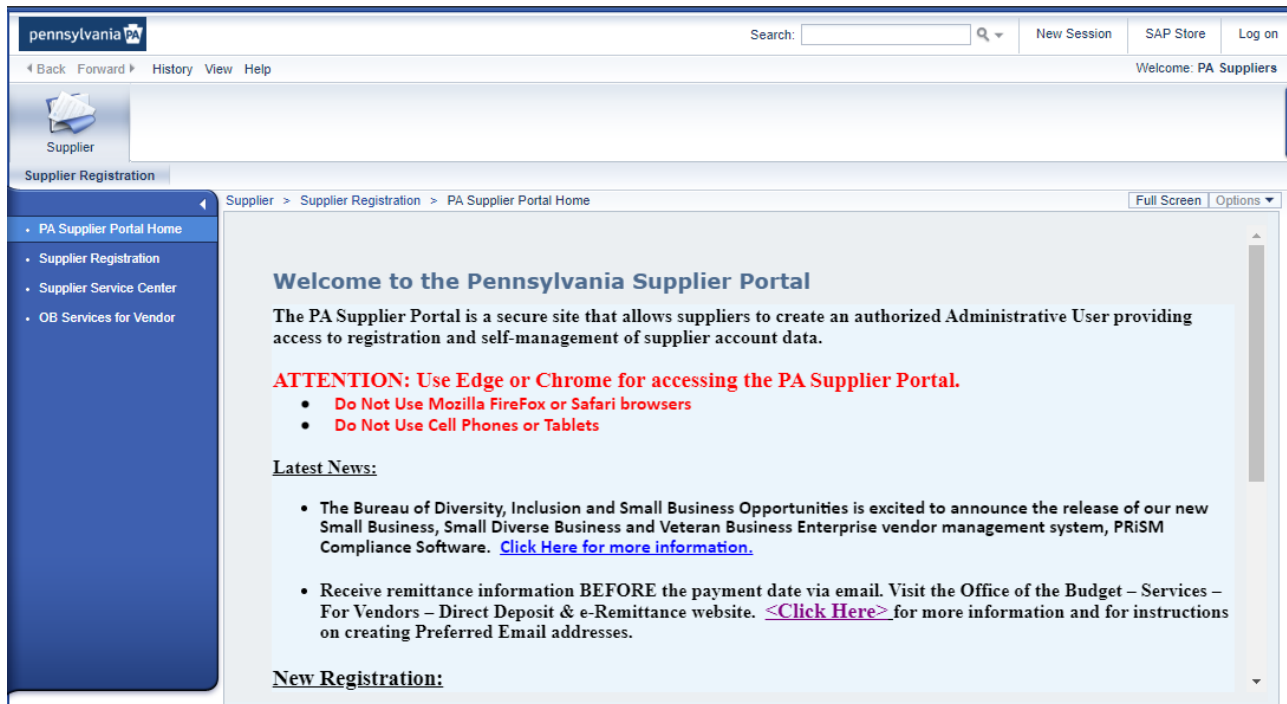 pennsylvania PA
Search:
New Session
SAP Store
Log on
Back Forward History View Help
Welcome: PA Suppliers
Supplier
Supplier Registration
Supplier > Supplier Registration > PA Supplier Portal Home
Full Screen Options
• PA Supplier Portal Home
• Supplier Registration
• Supplier Service Center
• OB Services for Vendor
Welcome to the Pennsylvania Supplier Portal
The PA Supplier Portal is a secure site that allows suppliers to create an authorized Administrative User providing
access to registration and self-management of supplier account data.
ATTENTION: Use Edge or Chrome for accessing the PA Supplier Portal.
• Do Not Use Mozilla FireFox or Safari browsers
• Do Not Use Cell Phones or Tablets
Latest News:
• The Bureau of Diversity, Inclusion and Small Business Opportunities is excited to announce the release of our new
Small Business, Small Diverse Business and Veteran Business Enterprise vendor management system, PRiSM
Compliance Software. Click Here for more information.
• Receive remittance information BEFORE the payment date via email. Visit the Office of the Budget – Services –
For Vendors – Direct Deposit & e-Remittance website. <Click Here> for more information and for instructions
on creating Preferred Email addresses.
New Registration: